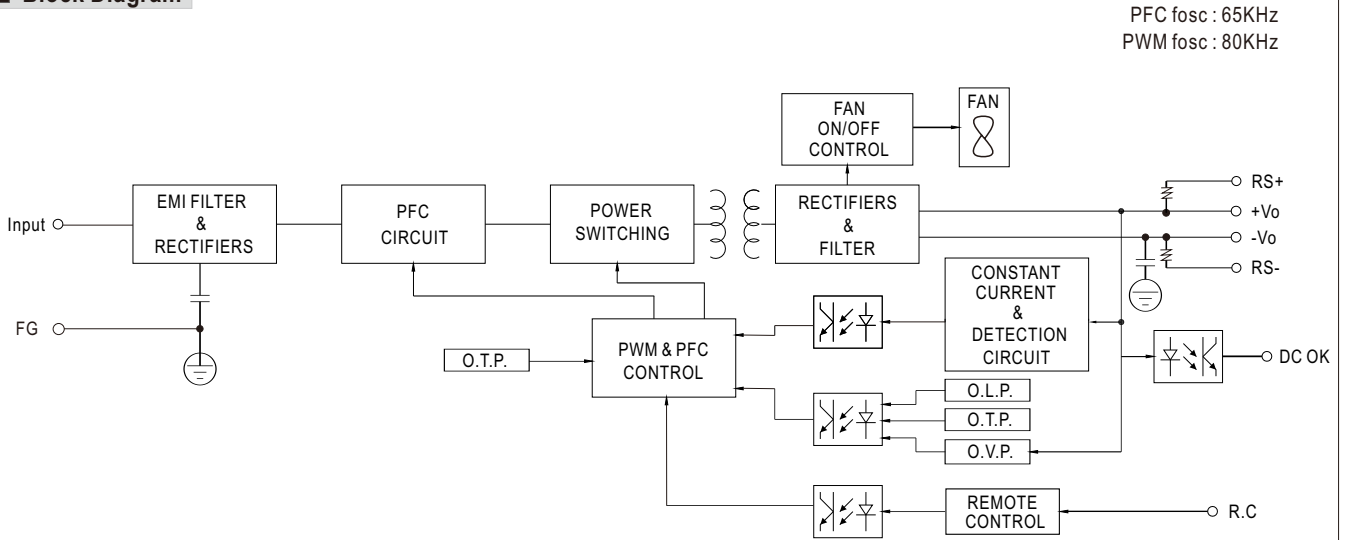 Block Diagram
PFC fosc : 65KHz
PWM fosc : 80KHz
FAN
ON/OFF
CONTROL
FAN
Input
EMI FILTER
&
RECTIFIERS
PFC
CIRCUIT
POWER
SWITCHING
RECTIFIERS
&
FILTER
RS+
+Vo
-Vo
RS-
FG
O.T.P.
PWM & PFC
CONTROL
CONSTANT
CURRENT
&
DETECTION
CIRCUIT
DC OK
O.L.P.
O.T.P.
O.V.P.
REMOTE
CONTROL
R.C